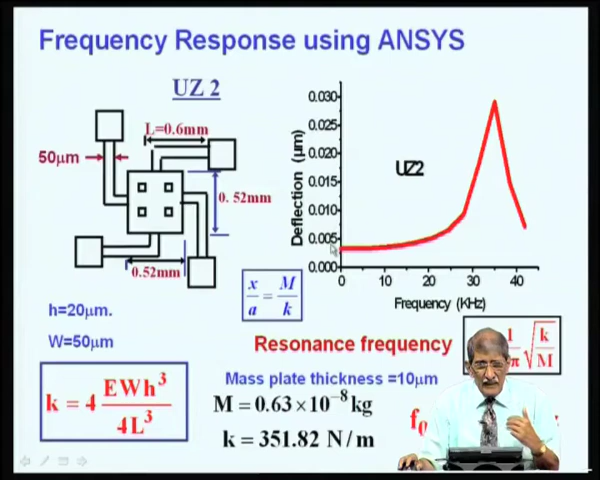 Frequency Response using ANSYS
UZ 2
L=0.6mm
50μm
0. 52mm
0.52mm
h=20μm.
W=50μm
x/a = M/k
k = 4 EWh³/4L³
Deflection (μm)
0.030
0.025
0.020
0.015
0.010
0.005
0.000
UZ2
0 10 20 30 40
Frequency (KHz)
Resonance frequency
1/π √k/M
Mass plate thickness =10μm
M = 0.63×10⁻⁸ kg
k = 351.82 N/m
f₀